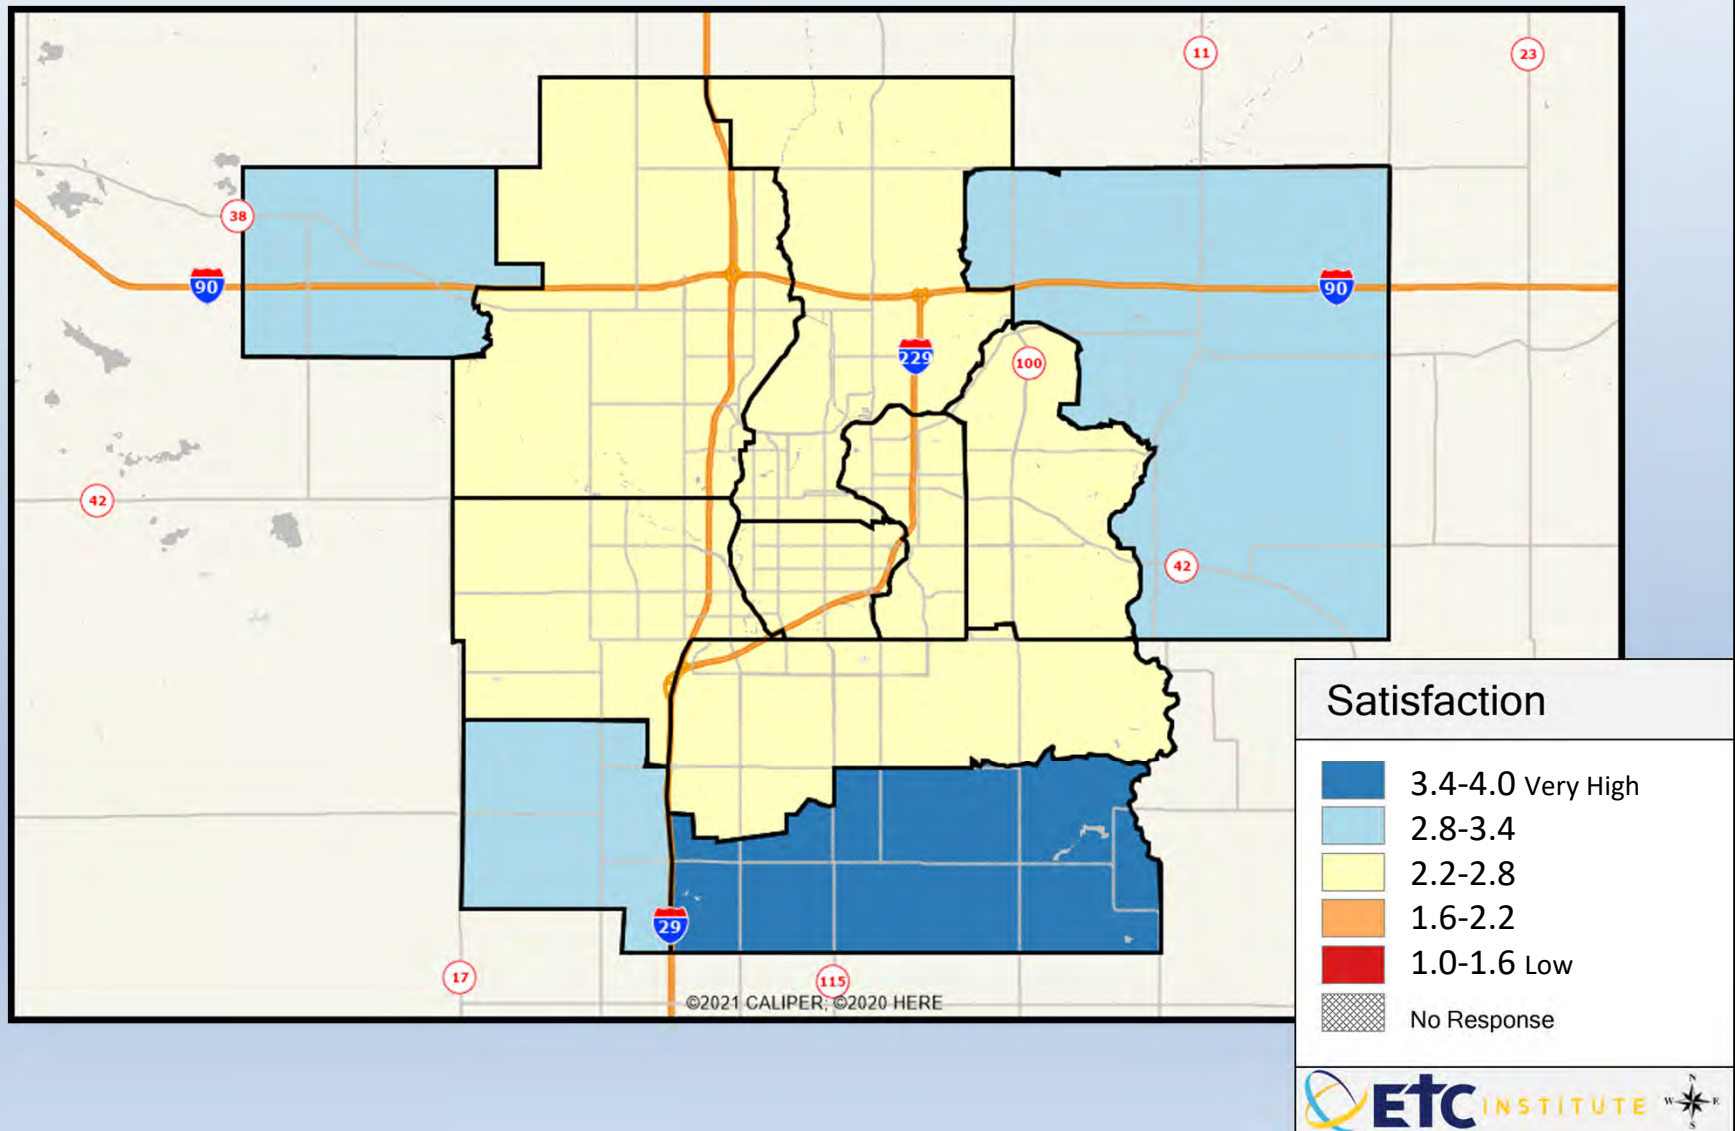 11
23
38
90
90
229
100
42
42
29
17
115
©2021 CALIPER; ©2020 HERE
Satisfaction
3.4-4.0 Very High
2.8-3.4
2.2-2.8
1.6-2.2
1.0-1.6 Low
No Response
ETC INSTITUTE
N
W E
S